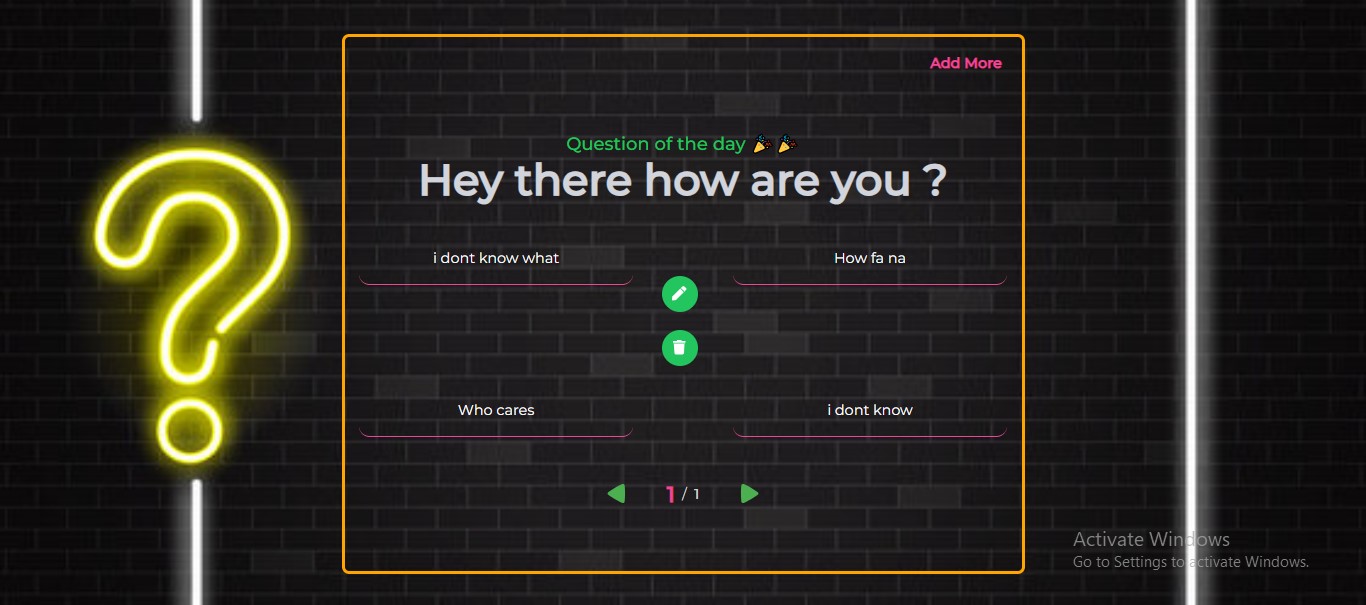 Add More
Question of the day 🎉 🎉
Hey there how are you ?
i dont know what
How fa na
Who cares
i dont know
1 / 1
Activate Windows
Go to Settings to activate Windows.